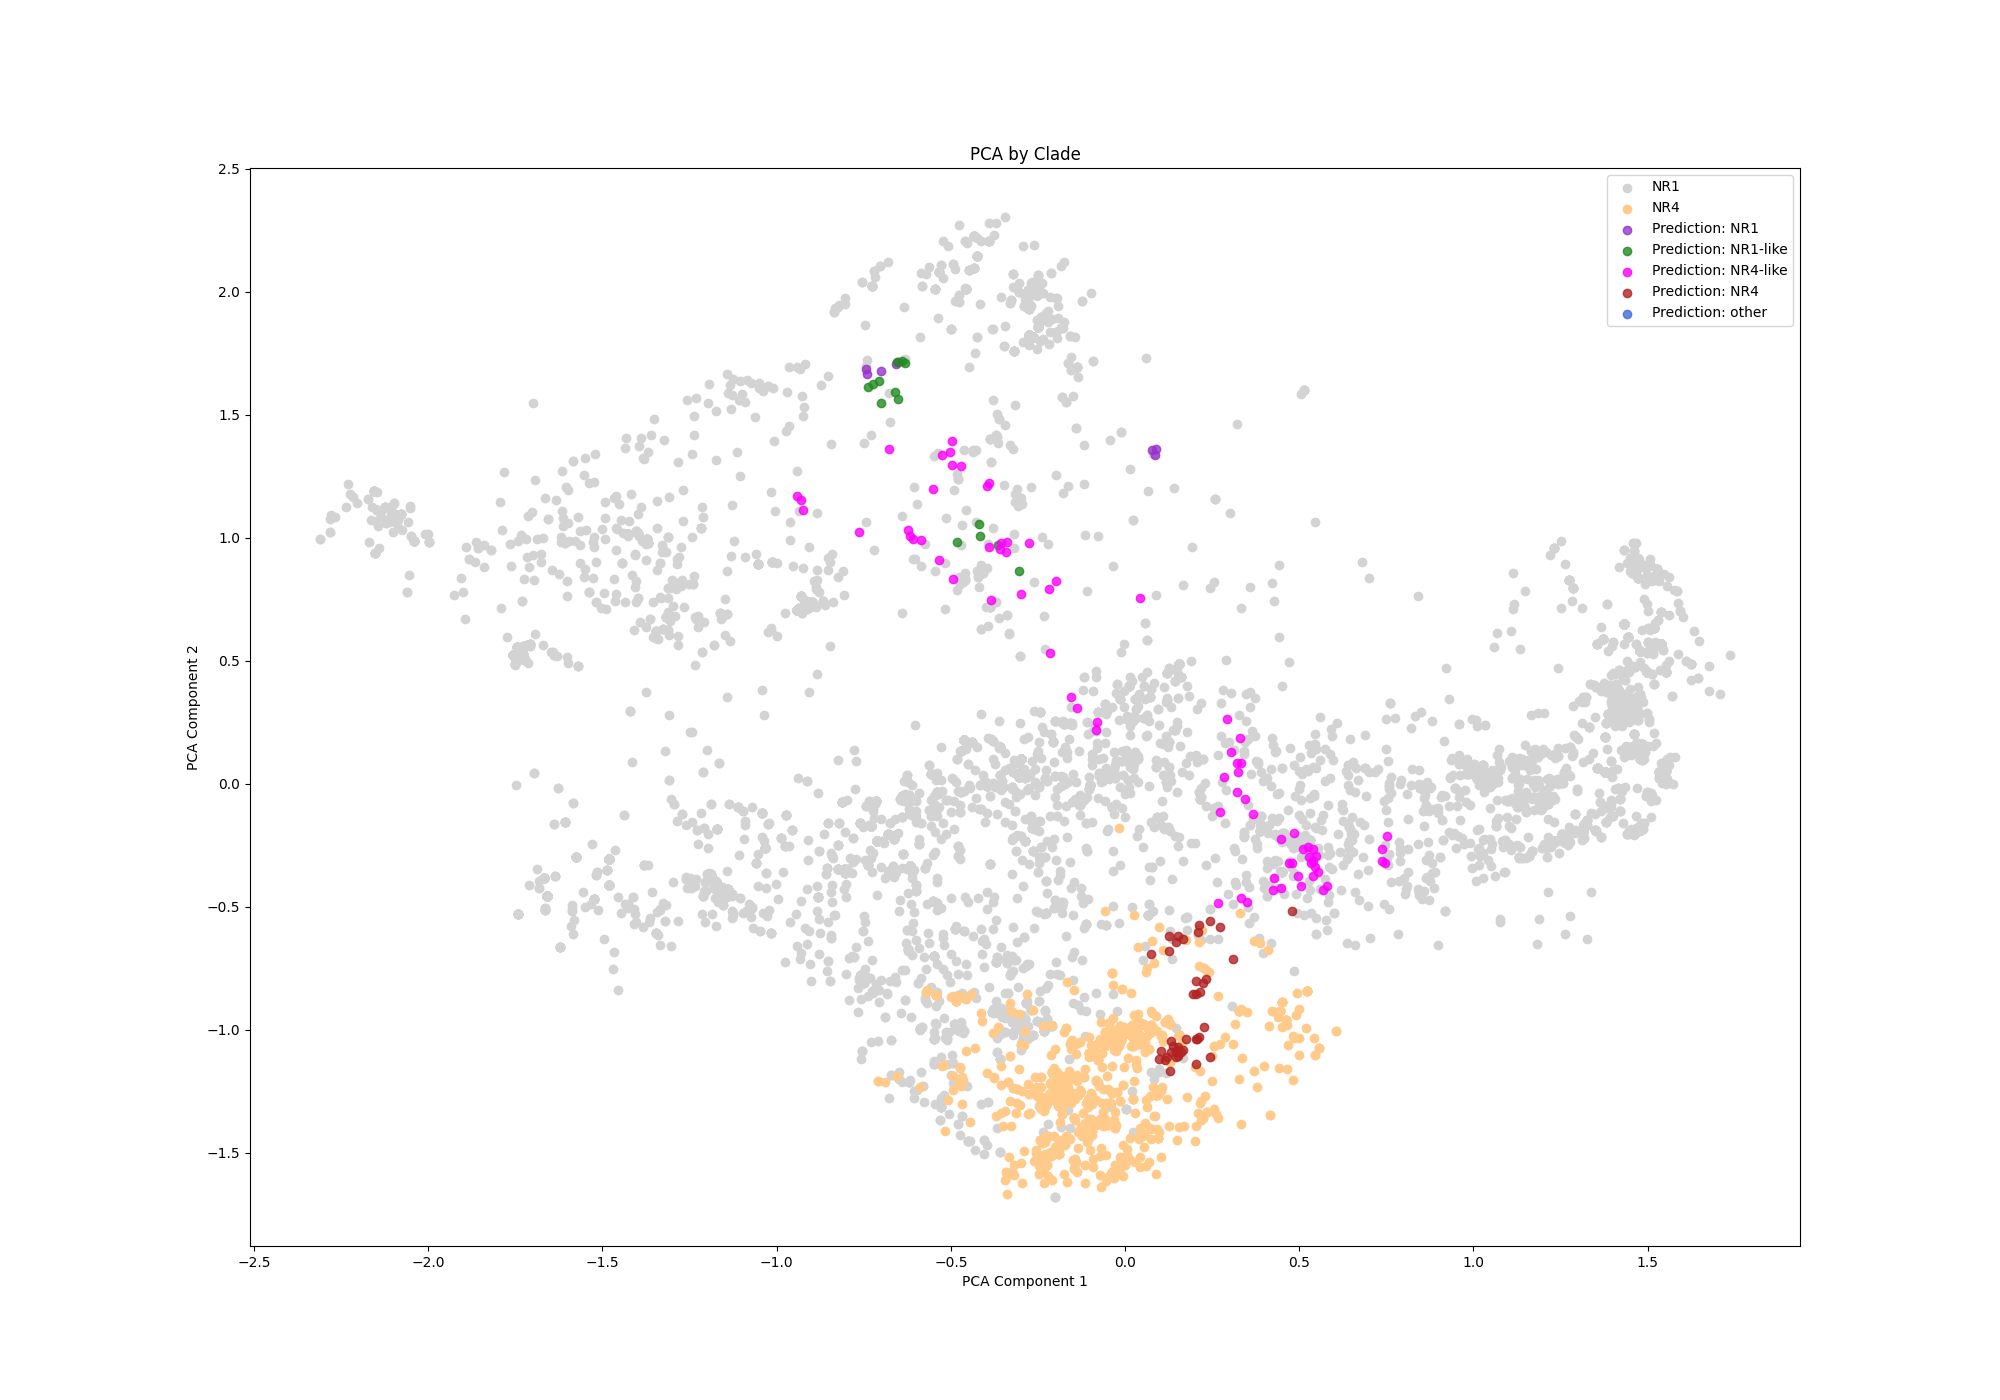 PCA by Clade
NR1
NR4
Prediction: NR1
Prediction: NR1-like
Prediction: NR4-like
Prediction: NR4
Prediction: other
PCA Component 2
2.5
2.0
1.5
1.0
0.5
0.0
−0.5
−1.0
−1.5
−2.5 −2.0 −1.5 −1.0 −0.5 0.0 0.5 1.0 1.5
PCA Component 1